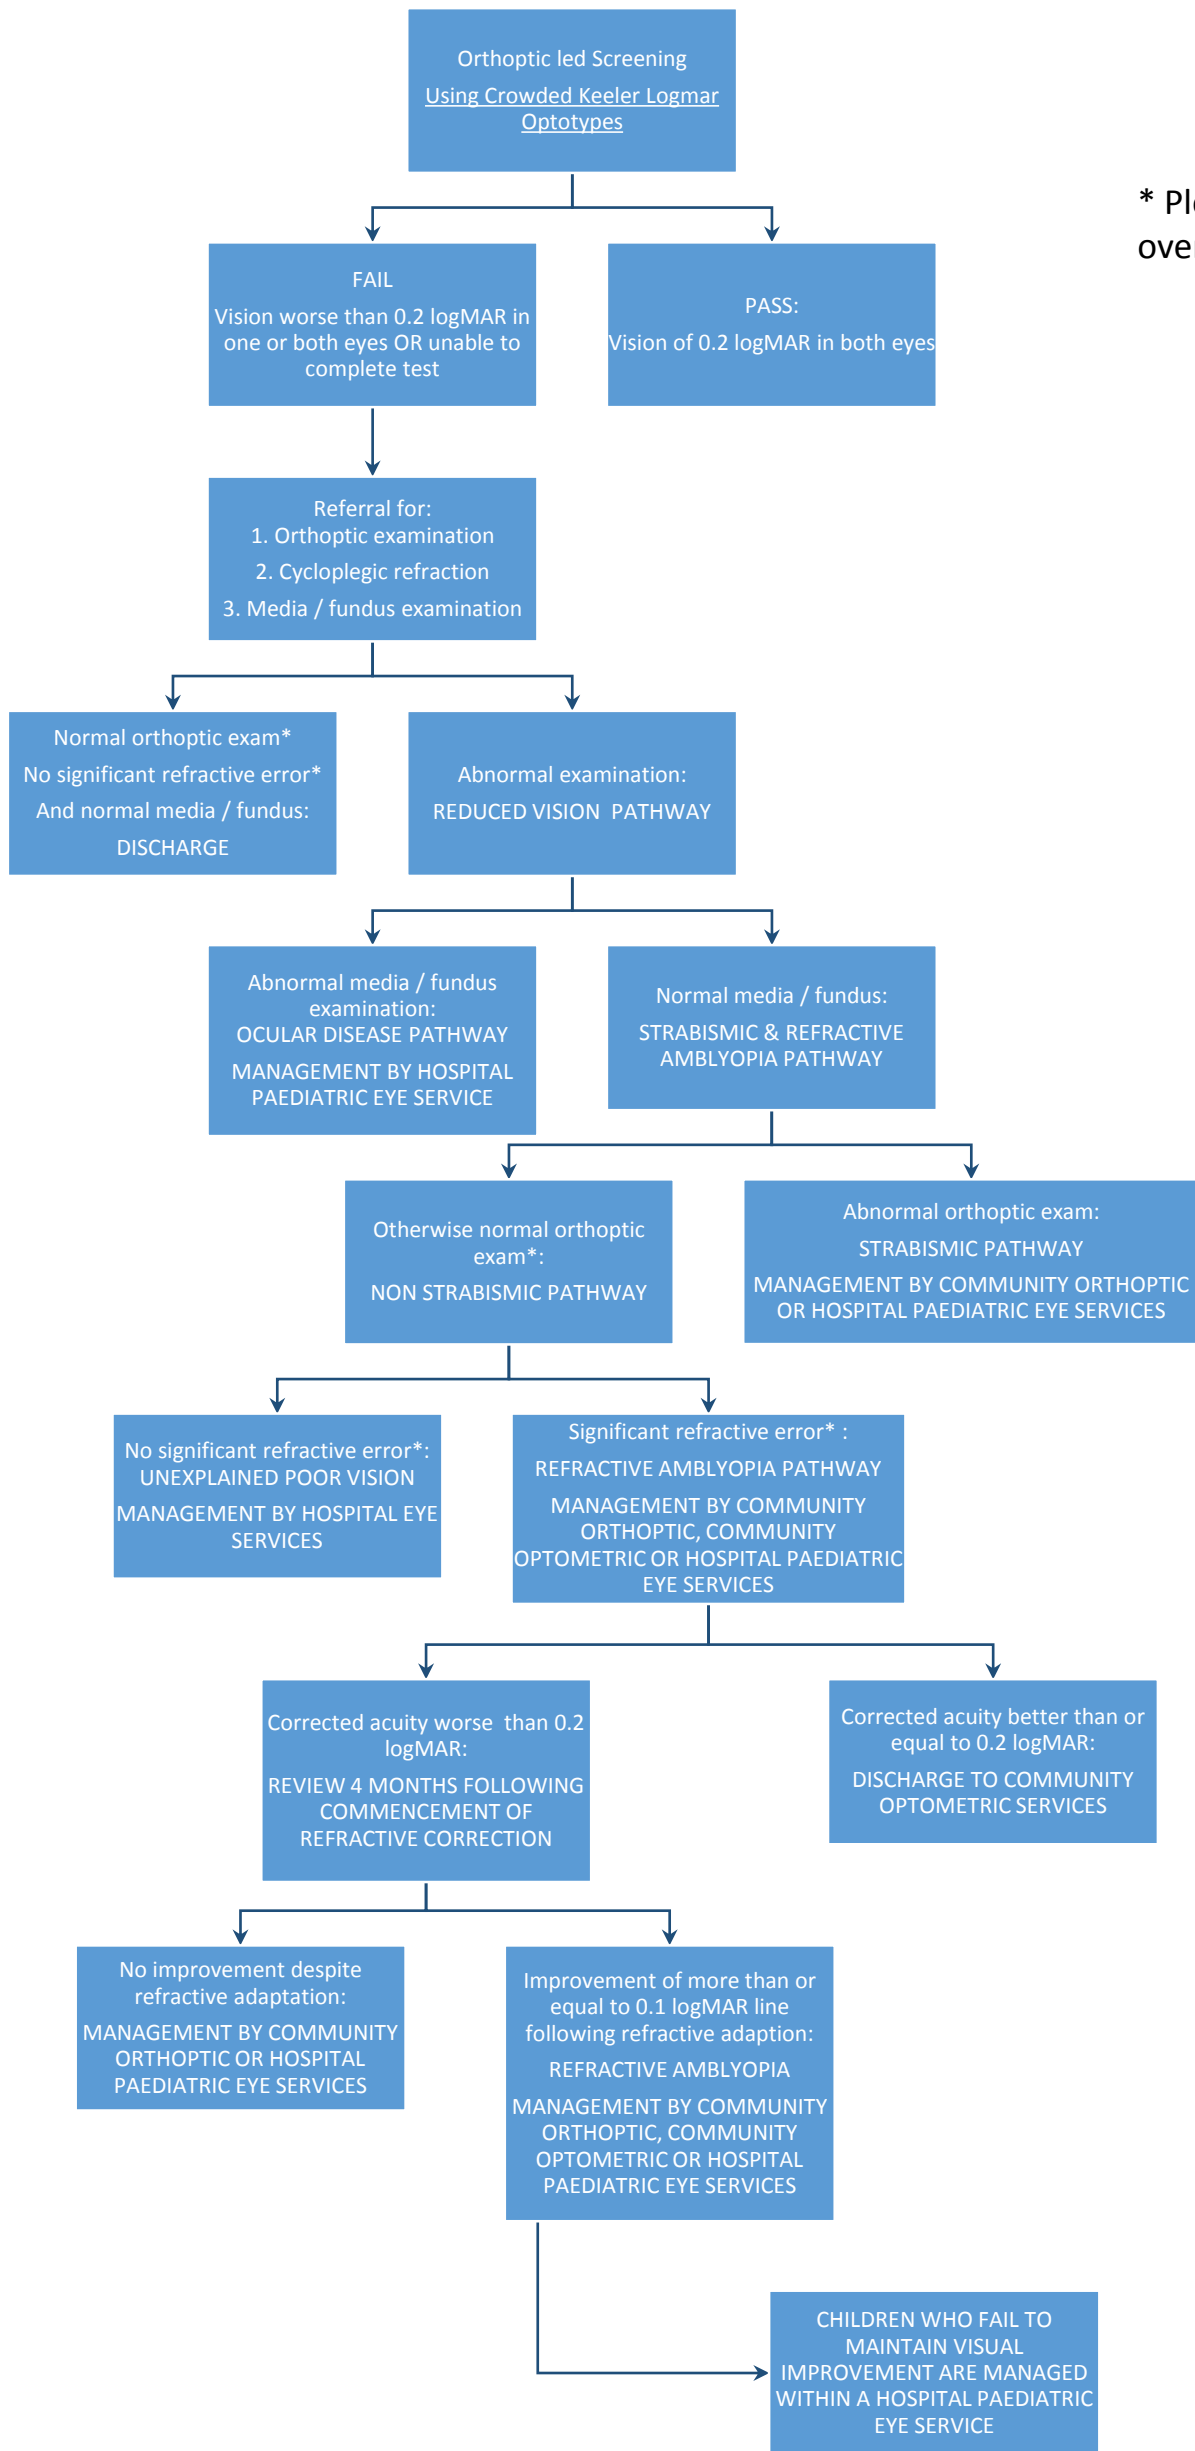 Orthoptic led Screening
Using Crowded Keeler Logmar
Optotypes
* Ple
over
FAIL
Vision worse than 0.2 logMAR in
one or both eyes OR unable to
complete test
PASS:
Vision of 0.2 logMAR in both eyes
Referral for:
1. Orthoptic examination
2. Cycloplegic refraction
3. Media / fundus examination
Normal orthoptic exam*
No significant refractive error*
And normal media / fundus:
DISCHARGE
Abnormal examination:
REDUCED VISION PATHWAY
Abnormal media / fundus
examination:
OCULAR DISEASE PATHWAY
MANAGEMENT BY HOSPITAL
PAEDIATRIC EYE SERVICE
Normal media / fundus:
STRABISMIC & REFRACTIVE
AMBLYOPIA PATHWAY
Otherwise normal orthoptic
exam*:
NON STRABISMIC PATHWAY
Abnormal orthoptic exam:
STRABISMIC PATHWAY
MANAGEMENT BY COMMUNITY ORTHOPTIC
OR HOSPITAL PAEDIATRIC EYE SERVICES
No significant refractive error*:
UNEXPLAINED POOR VISION
MANAGEMENT BY HOSPITAL EYE
SERVICES
Significant refractive error* :
REFRACTIVE AMBLYOPIA PATHWAY
MANAGEMENT BY COMMUNITY
ORTHOPTIC, COMMUNITY
OPTOMETRIC OR HOSPITAL PAEDIATRIC
EYE SERVICES
Corrected acuity worse than 0.2
logMAR:
REVIEW 4 MONTHS FOLLOWING
COMMENCEMENT OF
REFRACTIVE CORRECTION
Corrected acuity better than or
equal to 0.2 logMAR:
DISCHARGE TO COMMUNITY
OPTOMETRIC SERVICES
No improvement despite
refractive adaptation:
MANAGEMENT BY COMMUNITY
ORTHOPTIC OR HOSPITAL
PAEDIATRIC EYE SERVICES
Improvement of more than or
equal to 0.1 logMAR line
following refractive adaption:
REFRACTIVE AMBLYOPIA
MANAGEMENT BY COMMUNITY
ORTHOPTIC, COMMUNITY
OPTOMETRIC OR HOSPITAL
PAEDIATRIC EYE SERVICES
CHILDREN WHO FAIL TO
MAINTAIN VISUAL
IMPROVEMENT ARE MANAGED
WITHIN A HOSPITAL PAEDIATRIC
EYE SERVICE